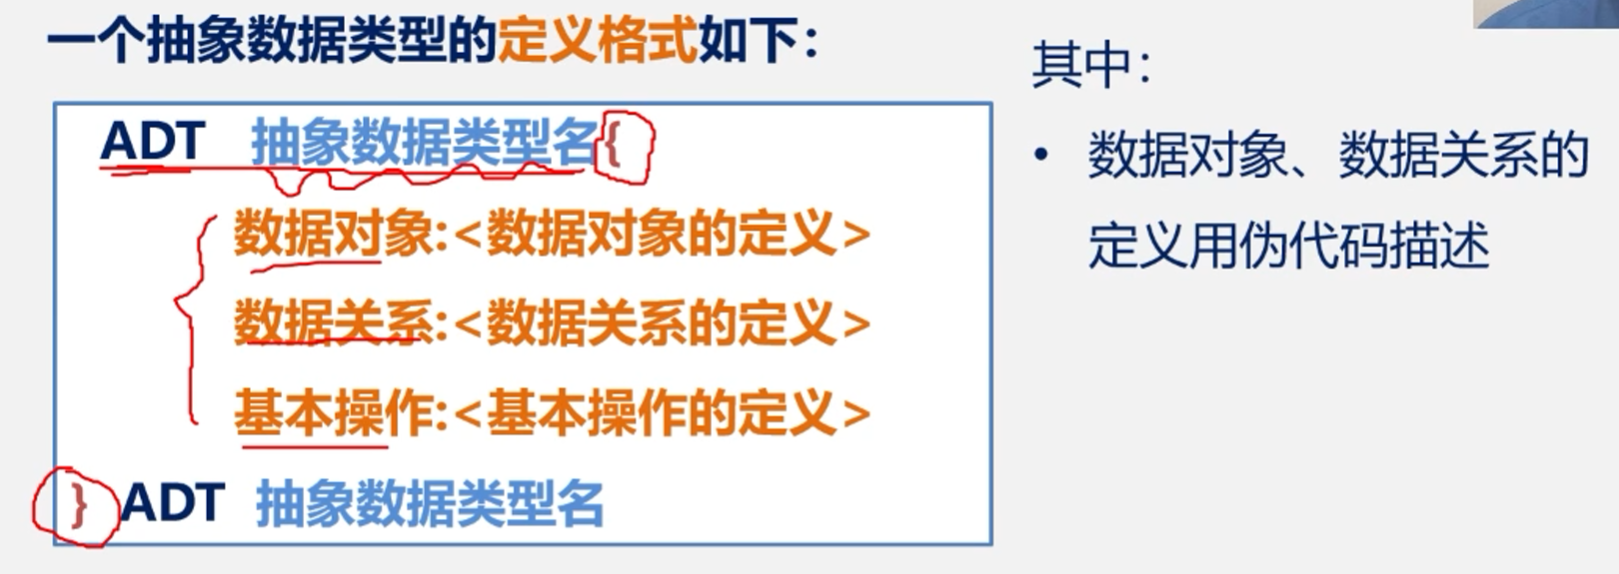 一个抽象数据类型的定义格式如下：
ADT 抽象数据类型名{
数据对象:<数据对象的定义>
数据关系:<数据关系的定义>
基本操作:<基本操作的定义>
} ADT 抽象数据类型名
其中：
• 数据对象、数据关系的
定义用伪代码描述